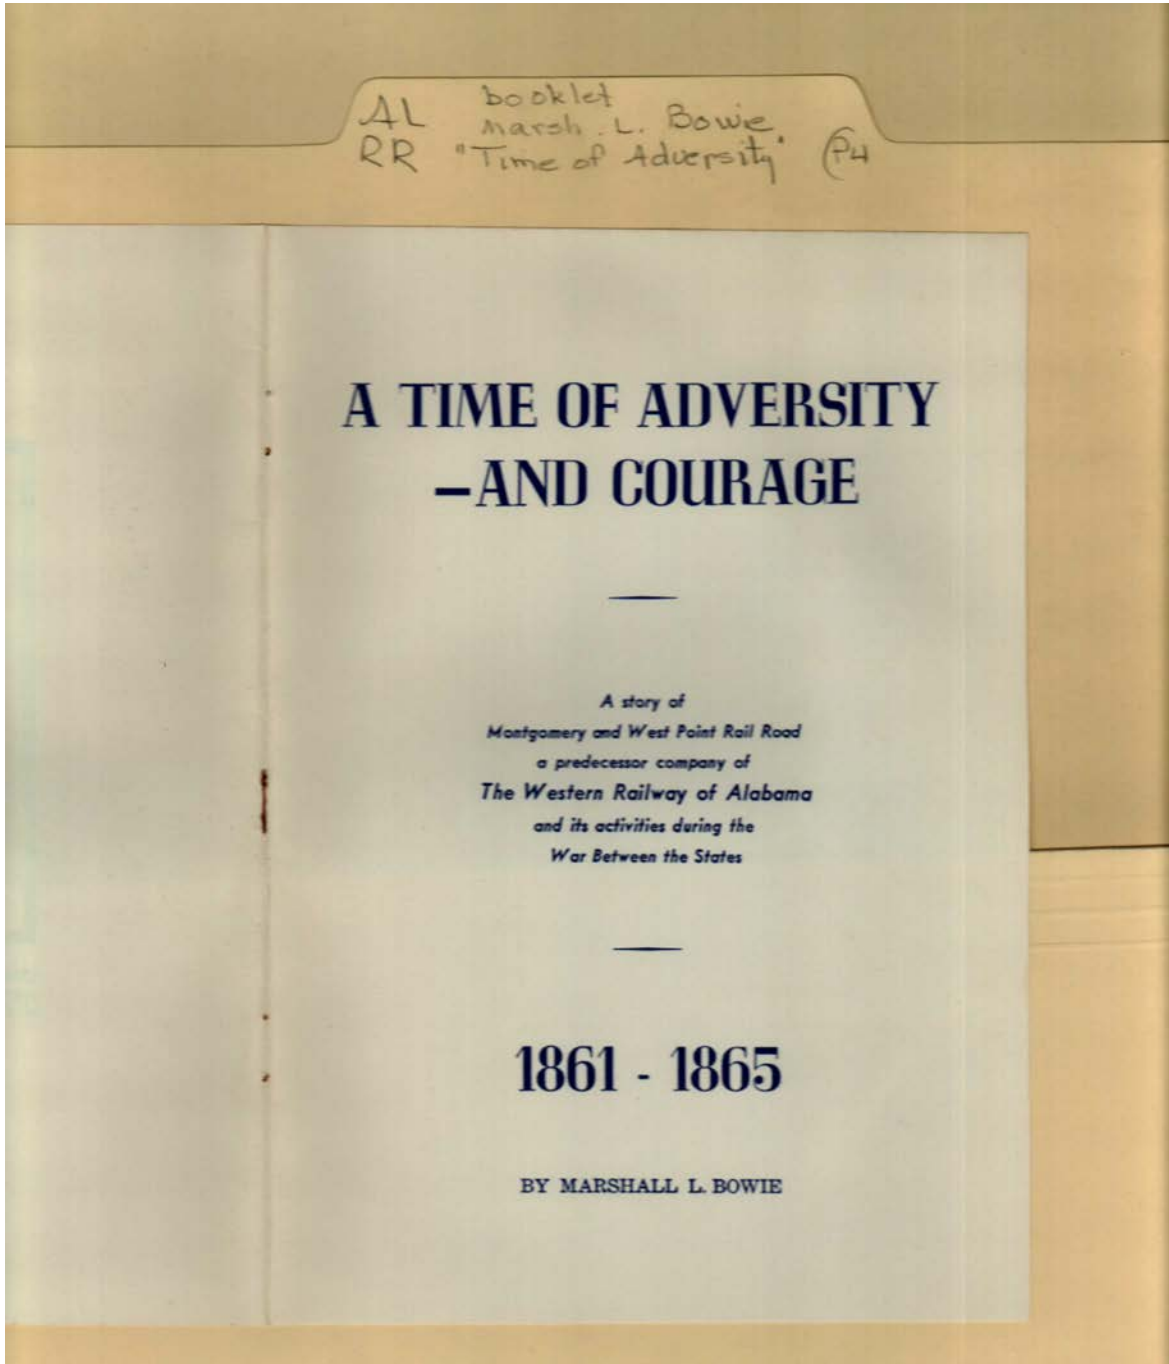 AL booklet
Marsh. L. Bowie
RR "Time of Adversity" P4
A TIME OF ADVERSITY
—AND COURAGE
A story of
Montgomery and West Point Rail Road
a predecessor company of
The Western Railway of Alabama
and its activities during the
War Between the States
1861 - 1865
BY MARSHALL L. BOWIE